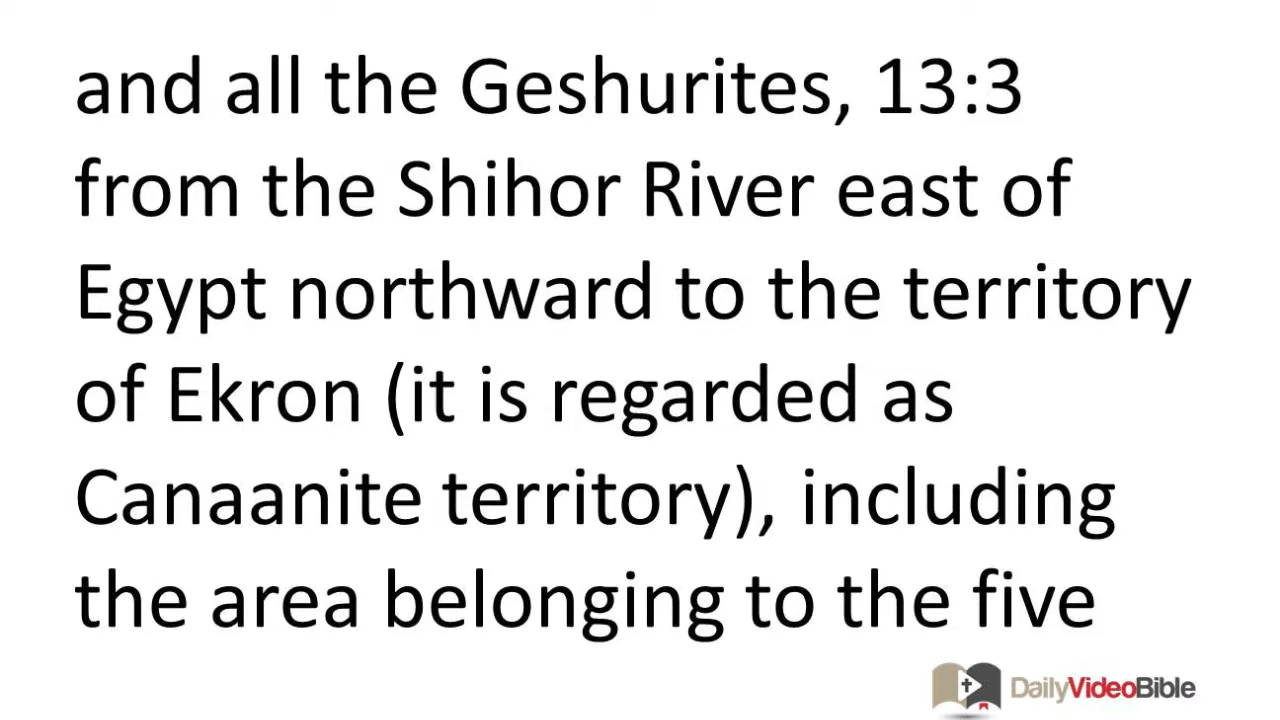 and all the Geshurites, 13:3
from the Shihor River east of
Egypt northward to the territory
of Ekron (it is regarded as
Canaanite territory), including
the area belonging to the five
DailyVideoBible